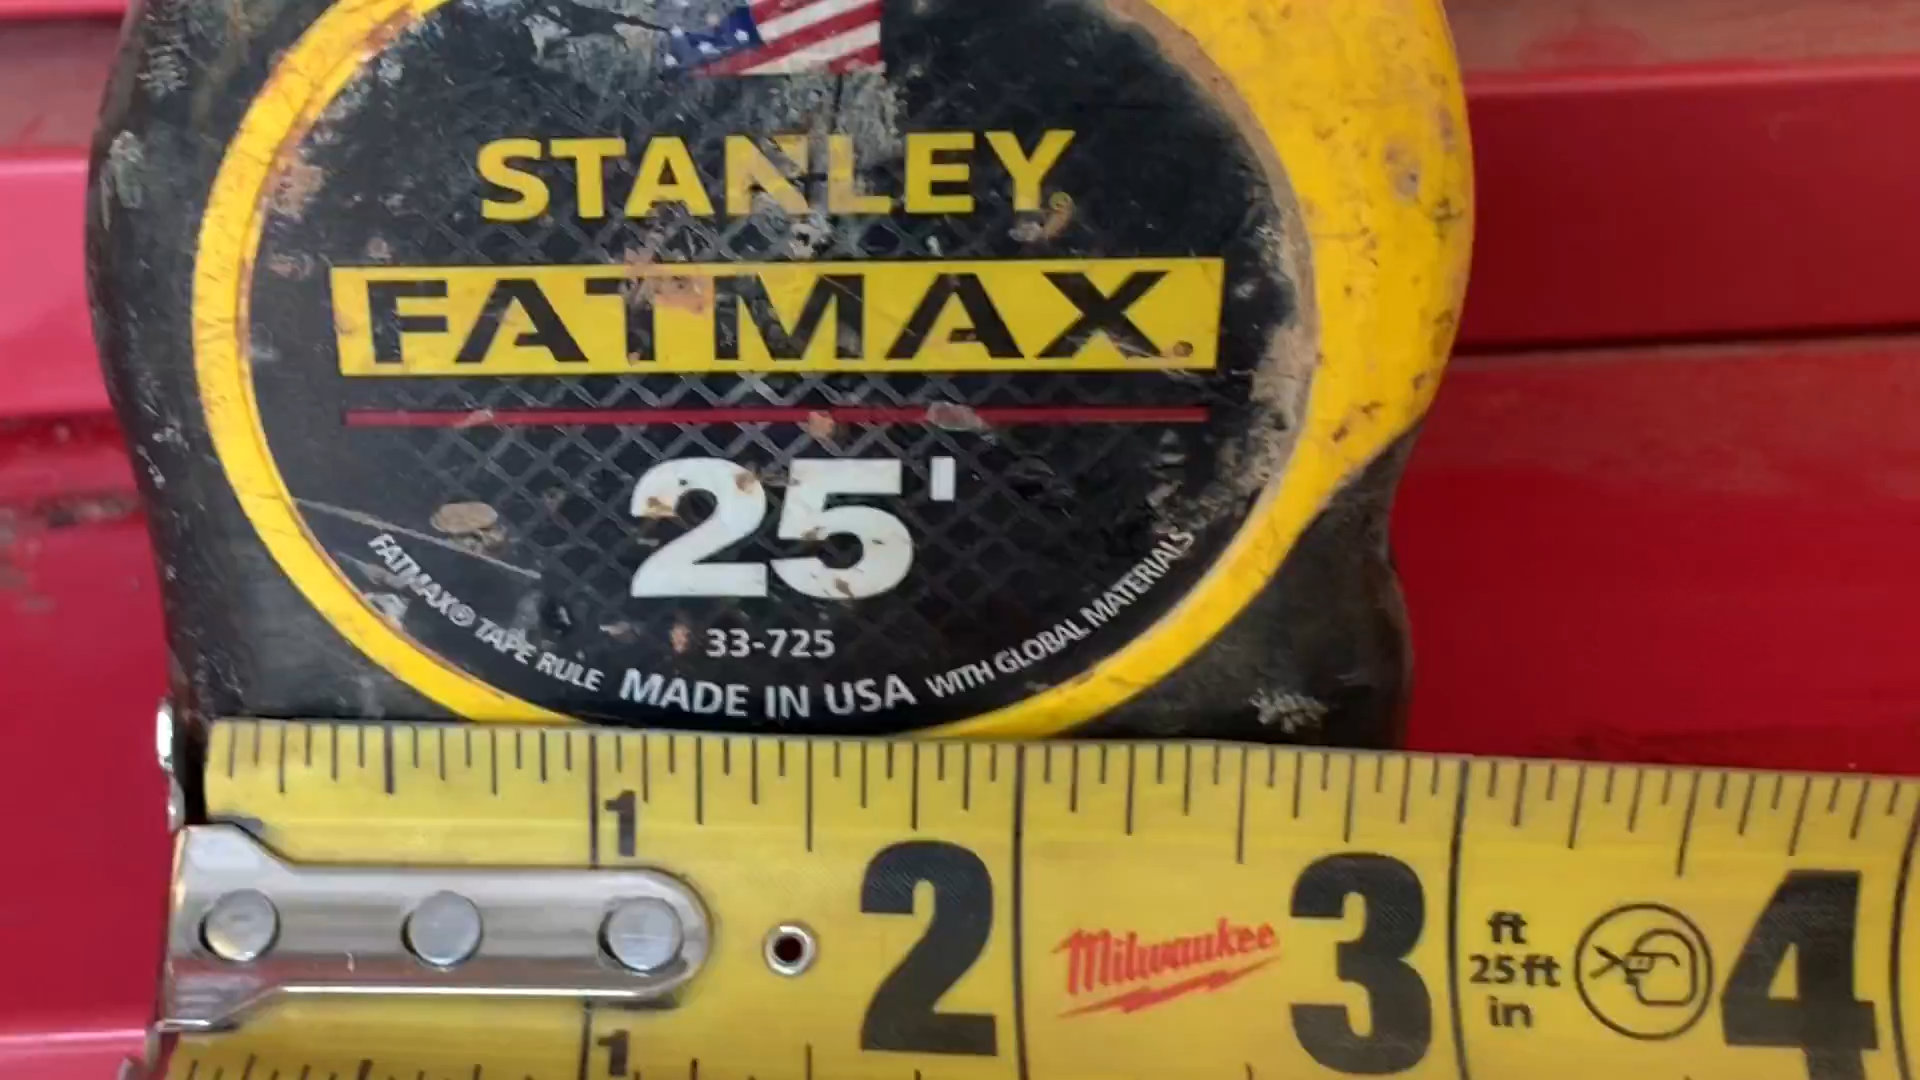 STANLEY®
FATMAX®
25'
33-725
FATMAX® TAPE RULE MADE IN USA WITH GLOBAL MATERIALS
1 2 3 4
Milwaukee
ft
25ft
in
1